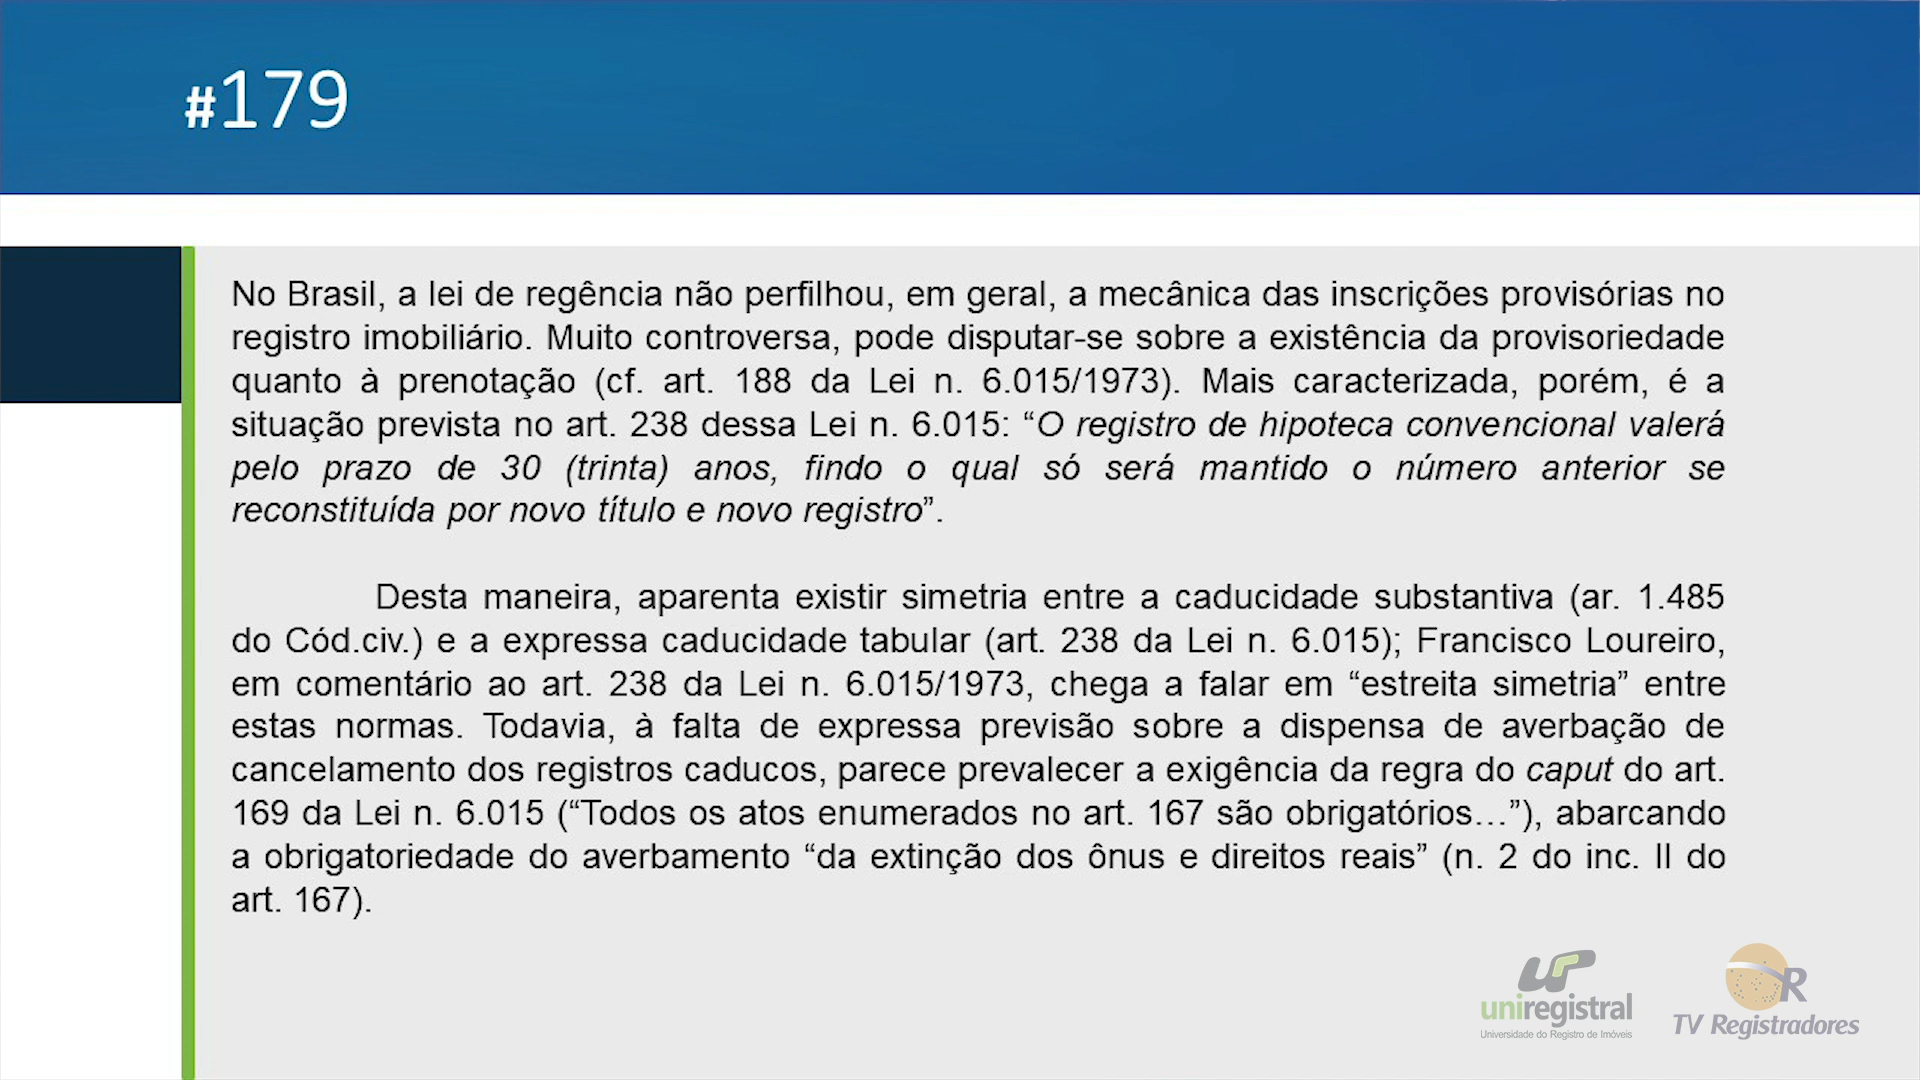 #179
No Brasil, a lei de regência não perfilhou, em geral, a mecânica das inscrições provisórias no
registro imobiliário. Muito controversa, pode disputar-se sobre a existência da provisoriedade
quanto à prenotação (cf. art. 188 da Lei n. 6.015/1973). Mais caracterizada, porém, é a
situação prevista no art. 238 dessa Lei n. 6.015: “O registro de hipoteca convencional valerá
pelo prazo de 30 (trinta) anos, findo o qual só será mantido o número anterior se
reconstituída por novo título e novo registro”.
Desta maneira, aparenta existir simetria entre a caducidade substantiva (ar. 1.485
do Cód.civ.) e a expressa caducidade tabular (art. 238 da Lei n. 6.015); Francisco Loureiro,
em comentário ao art. 238 da Lei n. 6.015/1973, chega a falar em “estreita simetria” entre
estas normas. Todavia, à falta de expressa previsão sobre a dispensa de averbação de
cancelamento dos registros caducos, parece prevalecer a exigência da regra do caput do art.
169 da Lei n. 6.015 (“Todos os atos enumerados no art. 167 são obrigatórios…”), abarcando
a obrigatoriedade do averbamento “da extinção dos ônus e direitos reais” (n. 2 do inc. II do
art. 167).
uniregistral
Universidade do Registro de Imóveis
R
TV Registradores